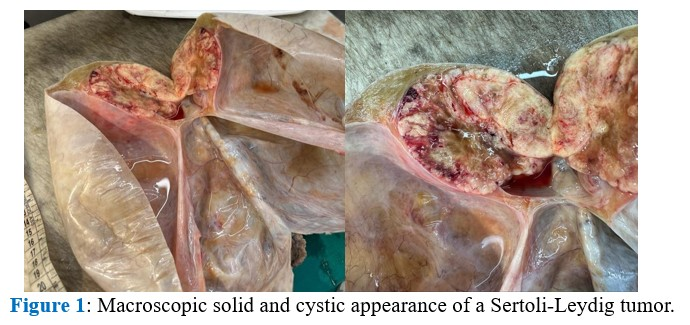 Figure 1: Macroscopic solid and cystic appearance of a Sertoli-Leydig tumor.